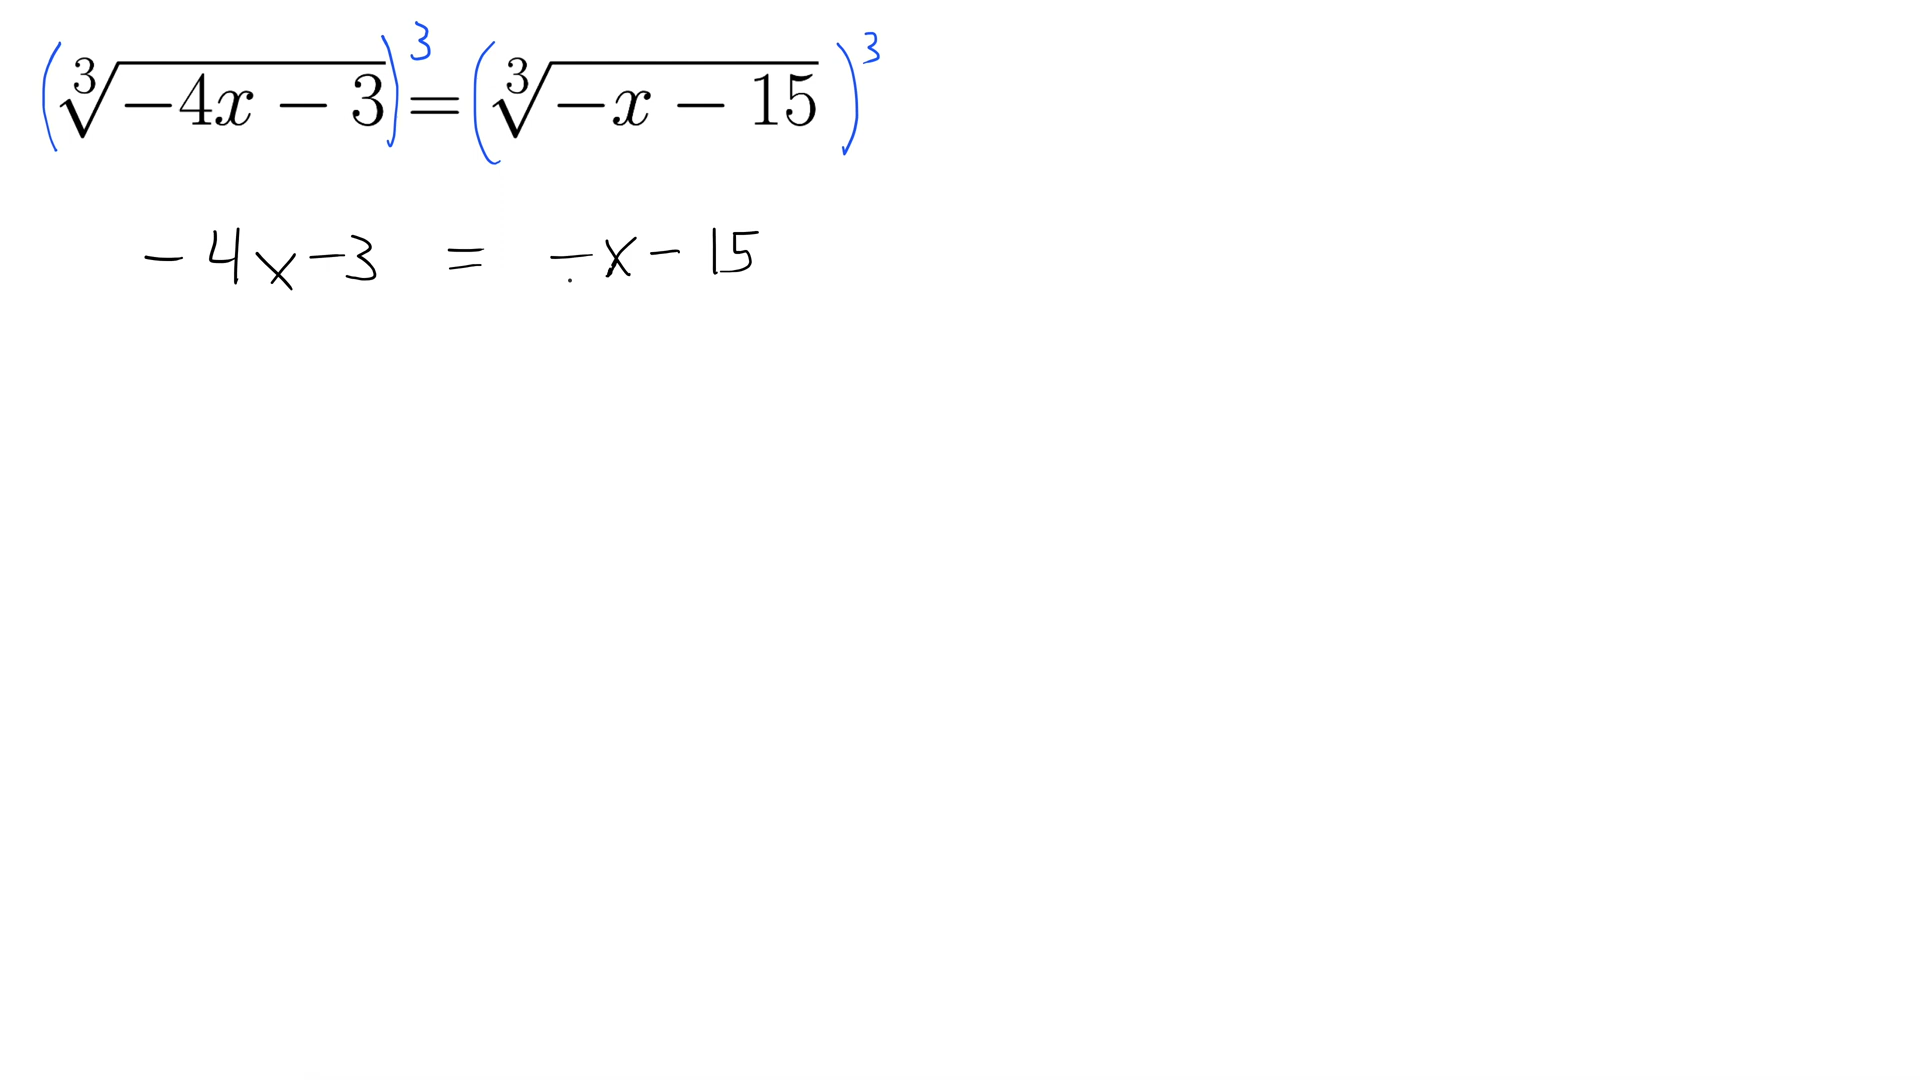 (∛(-4x - 3))³ = (∛(-x - 15))³
-4x-3 = -x-15